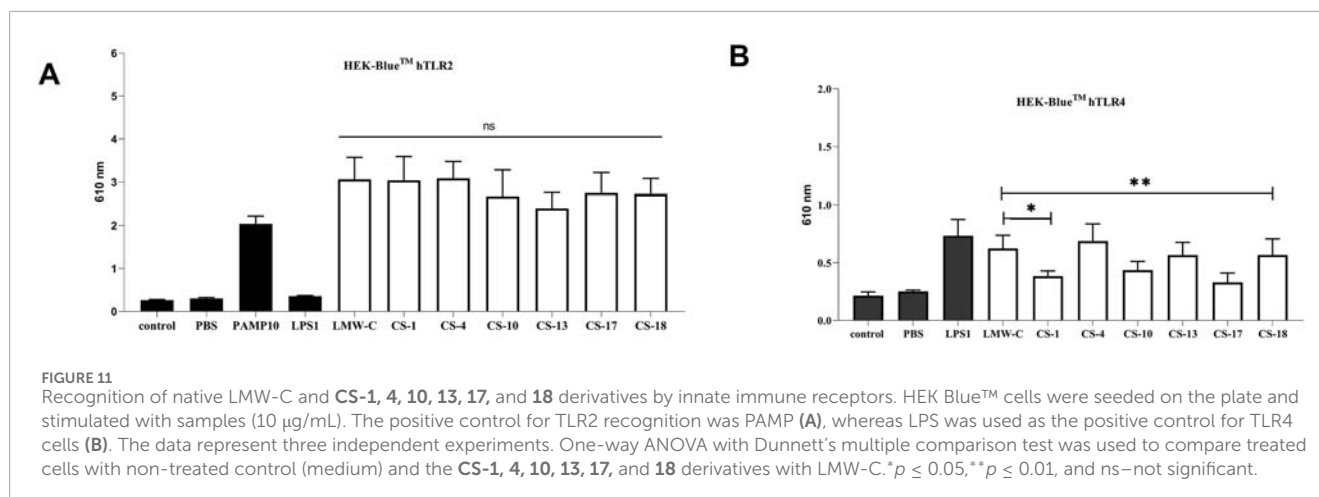 A
HEK-Blue™ hTLR2
ns
610 nm
6
5
4
3
2
1
0
control PBS PAMP10 LPS1 LMW-C CS-1 CS-4 CS-10 CS-13 CS-17 CS-18
B
HEK-Blue™ hTLR4
**
*
610 nm
2.0
1.5
1.0
0.5
0.0
control PBS LPS1 LMW-C CS-1 CS-4 CS-10 CS-13 CS-17 CS-18
FIGURE 11
Recognition of native LMW-C and CS-1, 4, 10, 13, 17, and 18 derivatives by innate immune receptors. HEK Blue™ cells were seeded on the plate and
stimulated with samples (10 μg/mL). The positive control for TLR2 recognition was PAMP (A), whereas LPS was used as the positive control for TLR4
cells (B). The data represent three independent experiments. One-way ANOVA with Dunnett's multiple comparison test was used to compare treated
cells with non-treated control (medium) and the CS-1, 4, 10, 13, 17, and 18 derivatives with LMW-C.*p ≤ 0.05,**p ≤ 0.01, and ns–not significant.